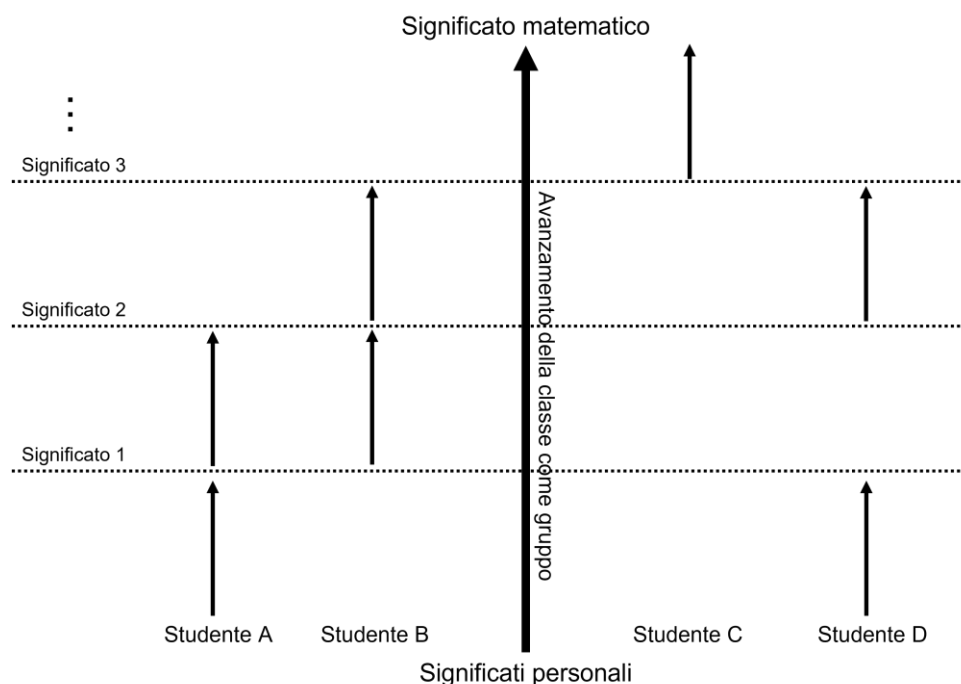 Significato matematico
Significato 3
Significato 2
Significato 1
Avanzamento della classe come gruppo
Studente A
Studente B
Studente C
Studente D
Significati personali